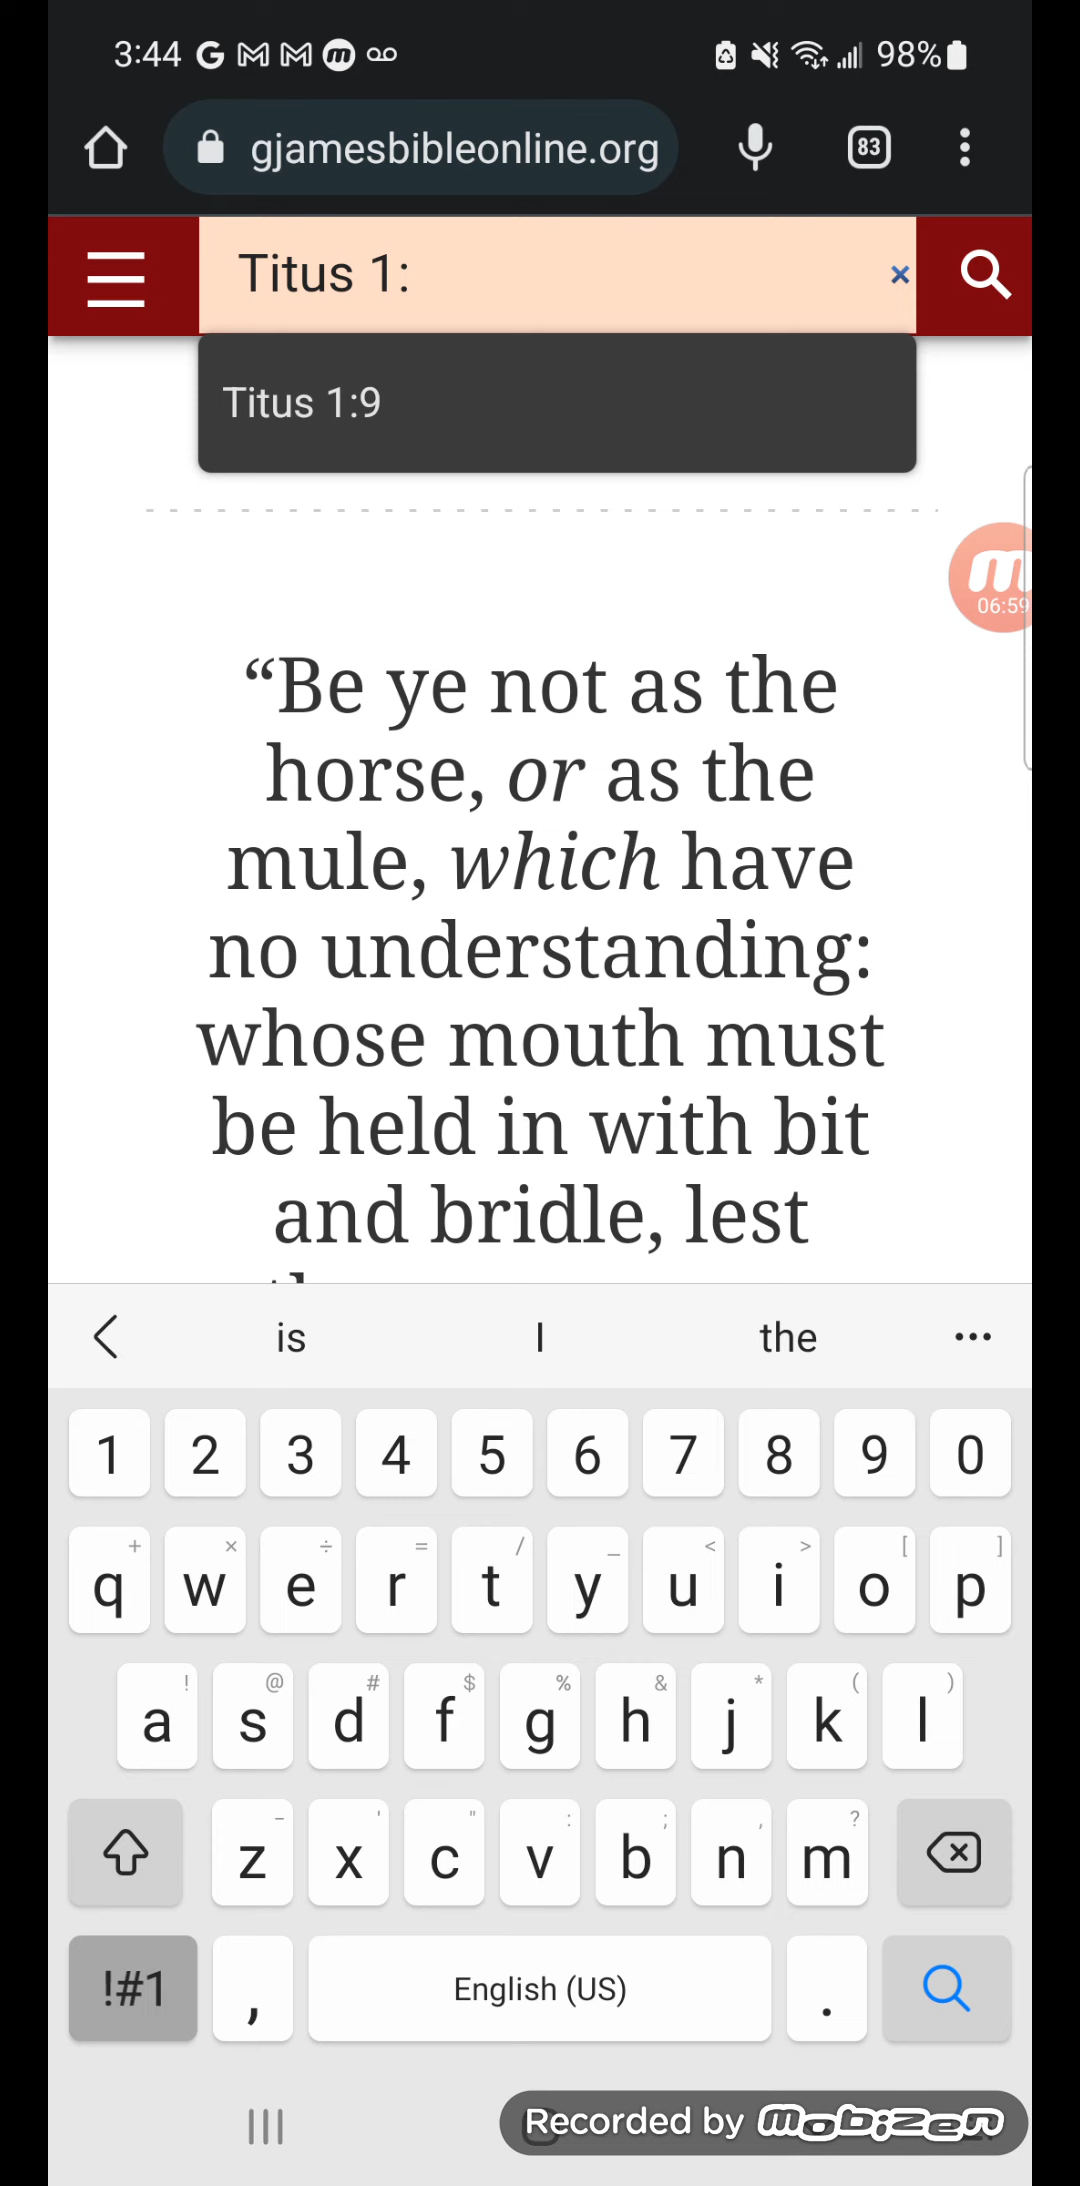 3:44 98%
gjamesbibleonline.org 83
Titus 1: ×
Titus 1:9
06:59
“Be ye not as the
horse, or as the
mule, which have
no understanding:
whose mouth must
be held in with bit
and bridle, lest
is I the ...
1 2 3 4 5 6 7 8 9 0
+ × ÷ = / _ < > [ ]
q w e r t y u i o p
! @ # $ % & * ( )
a s d f g h j k l
- ' " : ; , ?
z x c v b n m
!#1 , English (US) .
Recorded by mobizen